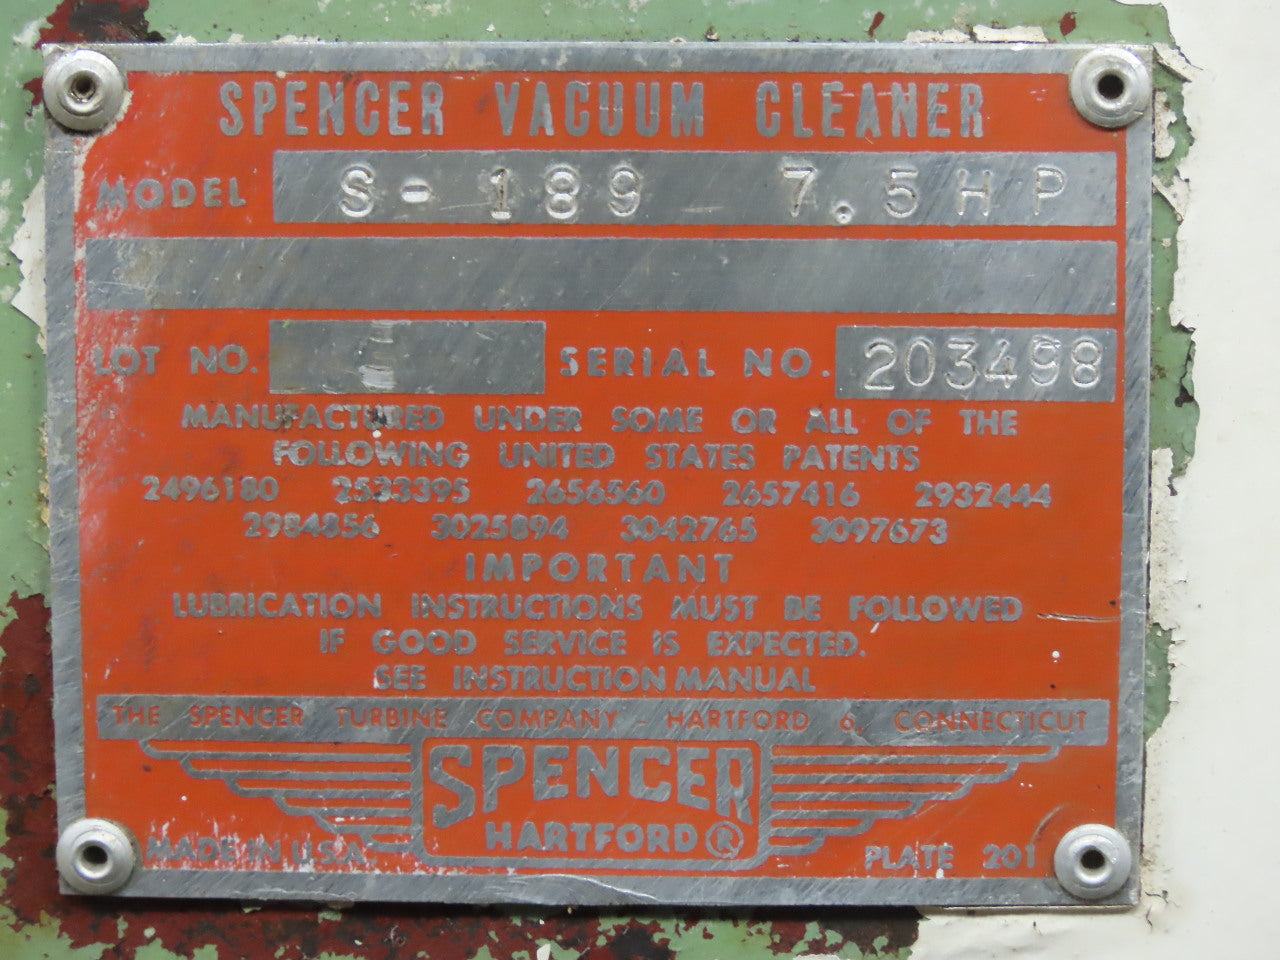 SPENCER VACUUM CLEANER
MODEL S-189 7.5HP
LOT NO. E SERIAL NO. 203498
MANUFACTURED UNDER SOME OR ALL OF THE
FOLLOWING UNITED STATES PATENTS
2496180 2533395 2656560 2657416 2932444
2984856 3025894 3042765 3097673
IMPORTANT
LUBRICATION INSTRUCTIONS MUST BE FOLLOWED
IF GOOD SERVICE IS EXPECTED.
SEE INSTRUCTION MANUAL
THE SPENCER TURBINE COMPANY - HARTFORD 6, CONNECTICUT
SPENCER
HARTFORD ®
MADE IN U.S.A. PLATE 201